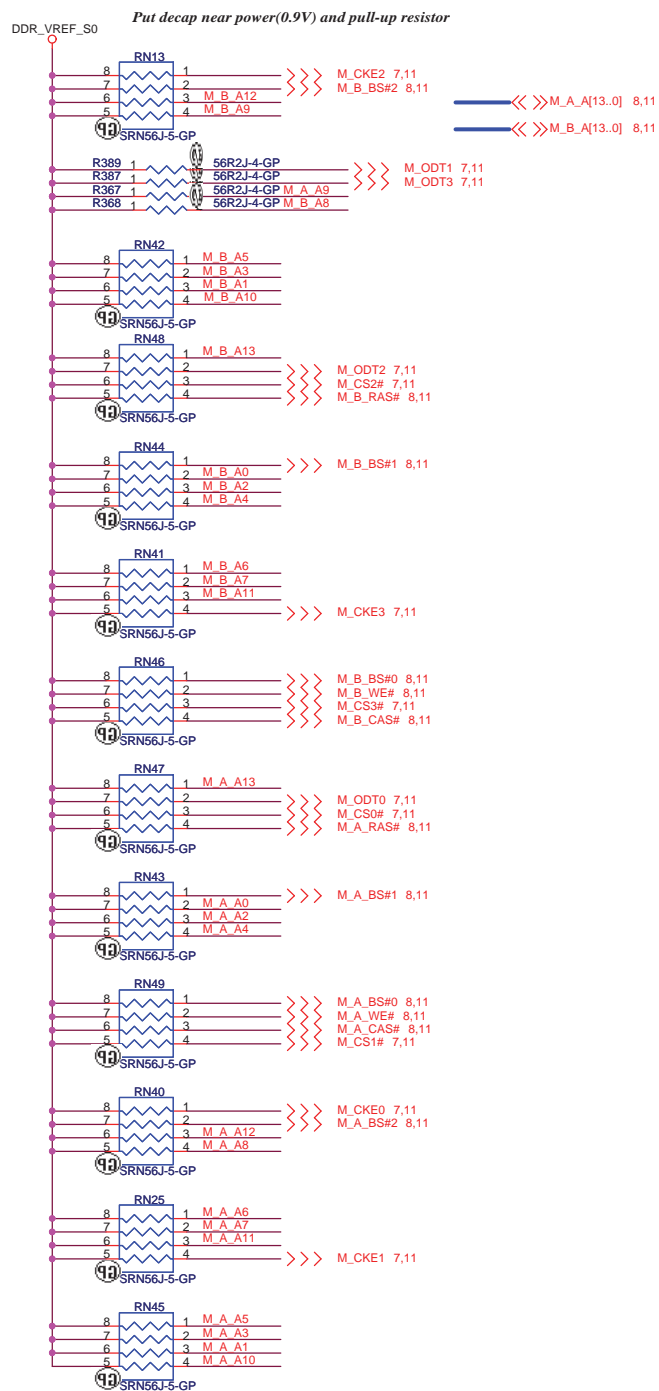 Put decap near power(0.9V) and pull-up resistor
DDR_VREF_S0
RN13
8 1 M_CKE2 7,11
7 2 M_B_BS#2 8,11
6 3 M_B_A12
5 4 M_B_A9
GP SRN56J-5-GP
M_A_A[13..0] 8,11
M_B_A[13..0] 8,11
R389 1 56R2J-4-GP M_ODT1 7,11
R387 1 56R2J-4-GP M_ODT3 7,11
R367 1 56R2J-4-GP M_A_A9
R368 1 56R2J-4-GP M_B_A8
RN42
8 1 M_B_A5
7 2 M_B_A3
6 3 M_B_A1
5 4 M_B_A10
GP SRN56J-5-GP
RN48
8 1 M_B_A13
7 2 M_ODT2 7,11
6 3 M_CS2# 7,11
5 4 M_B_RAS# 8,11
GP SRN56J-5-GP
RN44
8 1 M_B_BS#1 8,11
7 2 M_B_A0
6 3 M_B_A2
5 4 M_B_A4
GP SRN56J-5-GP
RN41
8 1 M_B_A6
7 2 M_B_A7
6 3 M_B_A11
5 4 M_CKE3 7,11
GP SRN56J-5-GP
RN46
8 1 M_B_BS#0 8,11
7 2 M_B_WE# 8,11
6 3 M_CS3# 7,11
5 4 M_B_CAS# 8,11
GP SRN56J-5-GP
RN47
8 1 M_A_A13
7 2 M_ODT0 7,11
6 3 M_CS0# 7,11
5 4 M_A_RAS# 8,11
GP SRN56J-5-GP
RN43
8 1 M_A_BS#1 8,11
7 2 M_A_A0
6 3 M_A_A2
5 4 M_A_A4
GP SRN56J-5-GP
RN49
8 1 M_A_BS#0 8,11
7 2 M_A_WE# 8,11
6 3 M_A_CAS# 8,11
5 4 M_CS1# 7,11
GP SRN56J-5-GP
RN40
8 1 M_CKE0 7,11
7 2 M_A_BS#2 8,11
6 3 M_A_A12
5 4 M_A_A8
GP SRN56J-5-GP
RN25
8 1 M_A_A6
7 2 M_A_A7
6 3 M_A_A11
5 4 M_CKE1 7,11
GP SRN56J-5-GP
RN45
8 1 M_A_A5
7 2 M_A_A3
6 3 M_A_A1
5 4 M_A_A10
GP SRN56J-5-GP